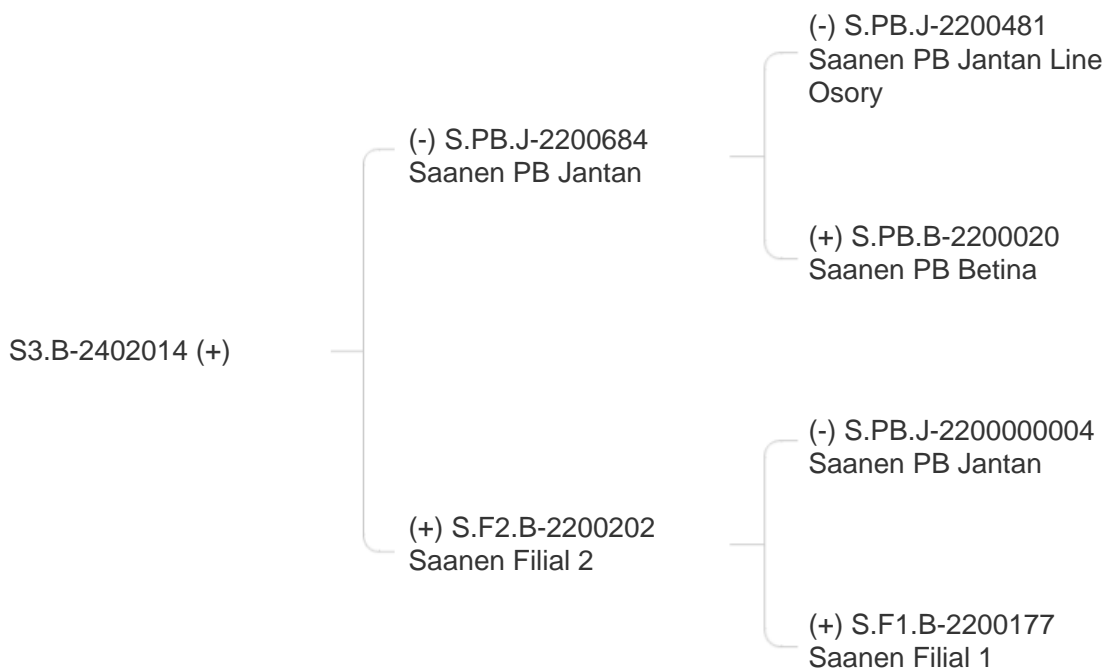 (-) S.PB.J-2200481
Saanen PB Jantan Line
Osory
(-) S.PB.J-2200684
Saanen PB Jantan
(+) S.PB.B-2200020
Saanen PB Betina
S3.B-2402014 (+)
(-) S.PB.J-2200000004
Saanen PB Jantan
(+) S.F2.B-2200202
Saanen Filial 2
(+) S.F1.B-2200177
Saanen Filial 1